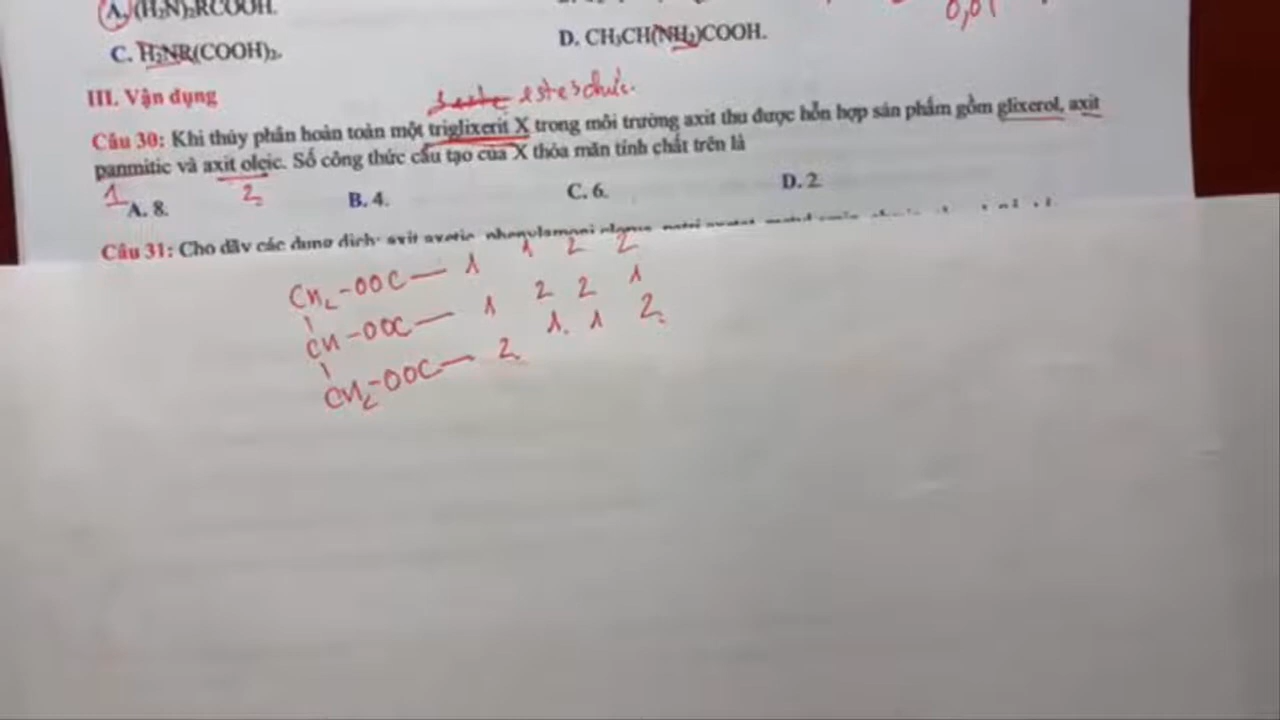 A. (H₂N)₂RCOOH.
0,01
C. H₂NR(COOH)₂.
D. CH₃CH(NH₂)COOH.
III. Vận dụng
este 3 chức.
Câu 30: Khi thủy phân hoàn toàn một triglixerit X trong môi trường axit thu được hỗn hợp sản phẩm gồm glixerol, axit
panmitic và axit oleic. Số công thức cấu tạo của X thỏa mãn tính chất trên là
1 2
A. 8. B. 4. C. 6. D. 2
Câu 31: Cho dãy các dung dịch: axit axetic, phenylamoni clorua, natri axetat,
CH₂-OOC— 1 1 2 2
CH-OOC— 1 2 2 1
CH₂-OOC— 2 1. 1 2.